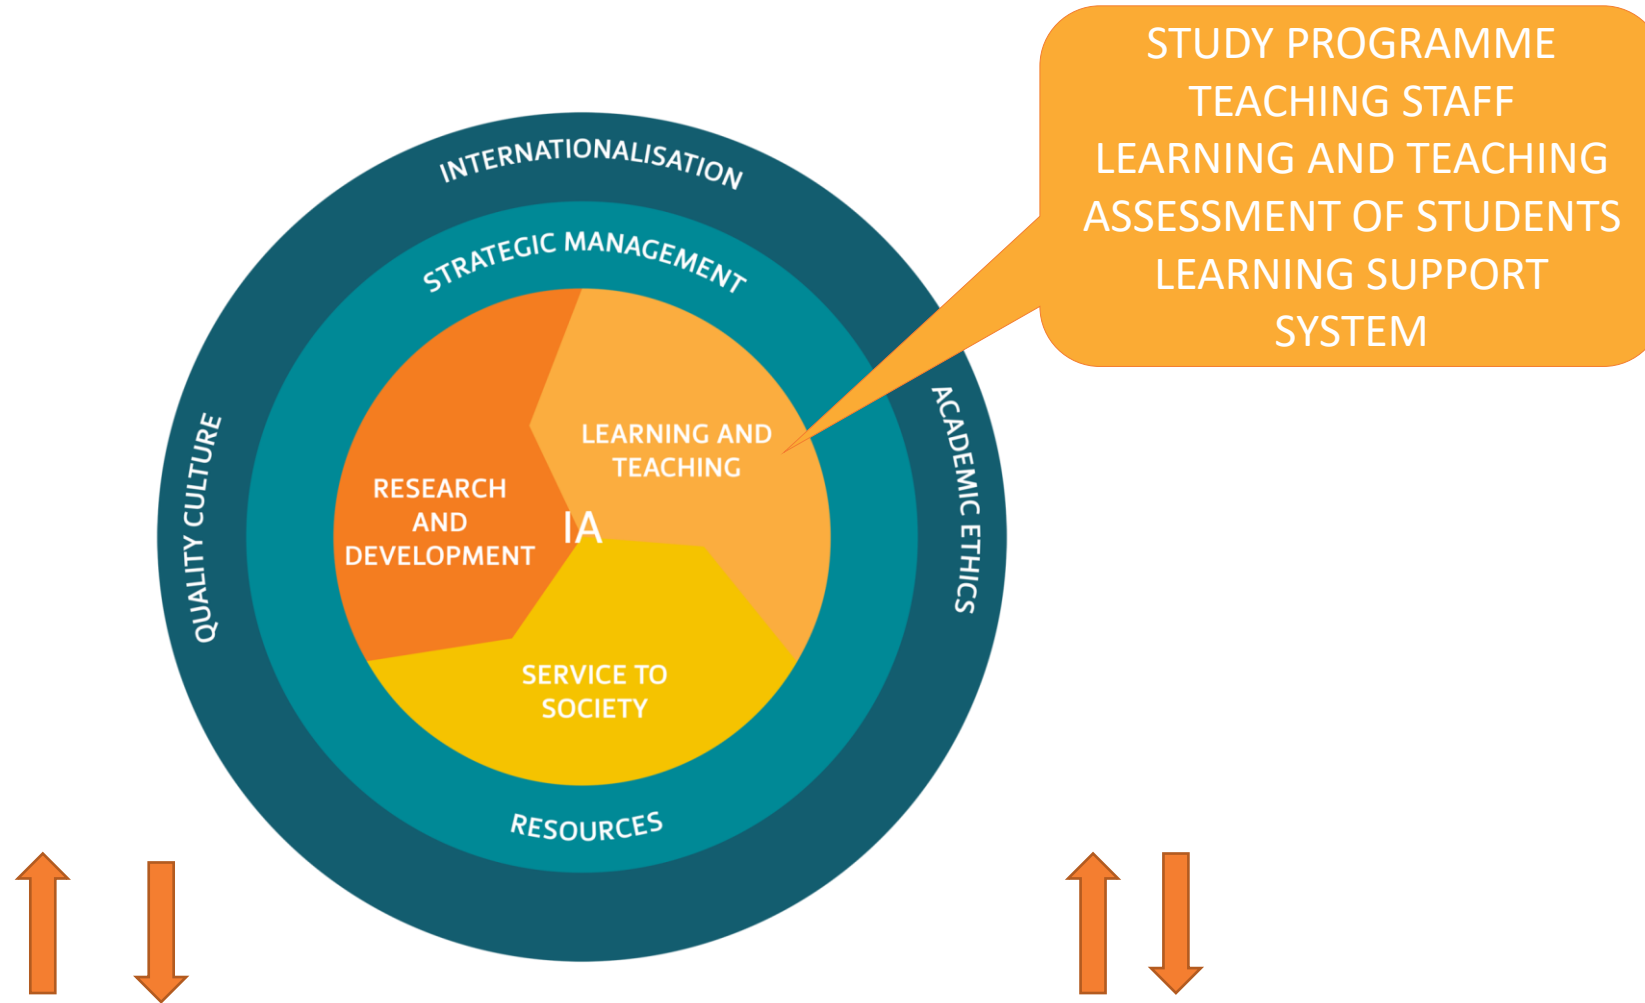 STUDY PROGRAMME
TEACHING STAFF
LEARNING AND TEACHING
ASSESSMENT OF STUDENTS
LEARNING SUPPORT
SYSTEM
INTERNATIONALISATION
STRATEGIC MANAGEMENT
QUALITY CULTURE
ACADEMIC ETHICS
LEARNING AND
TEACHING
RESEARCH
AND
DEVELOPMENT
IA
SERVICE TO
SOCIETY
RESOURCES